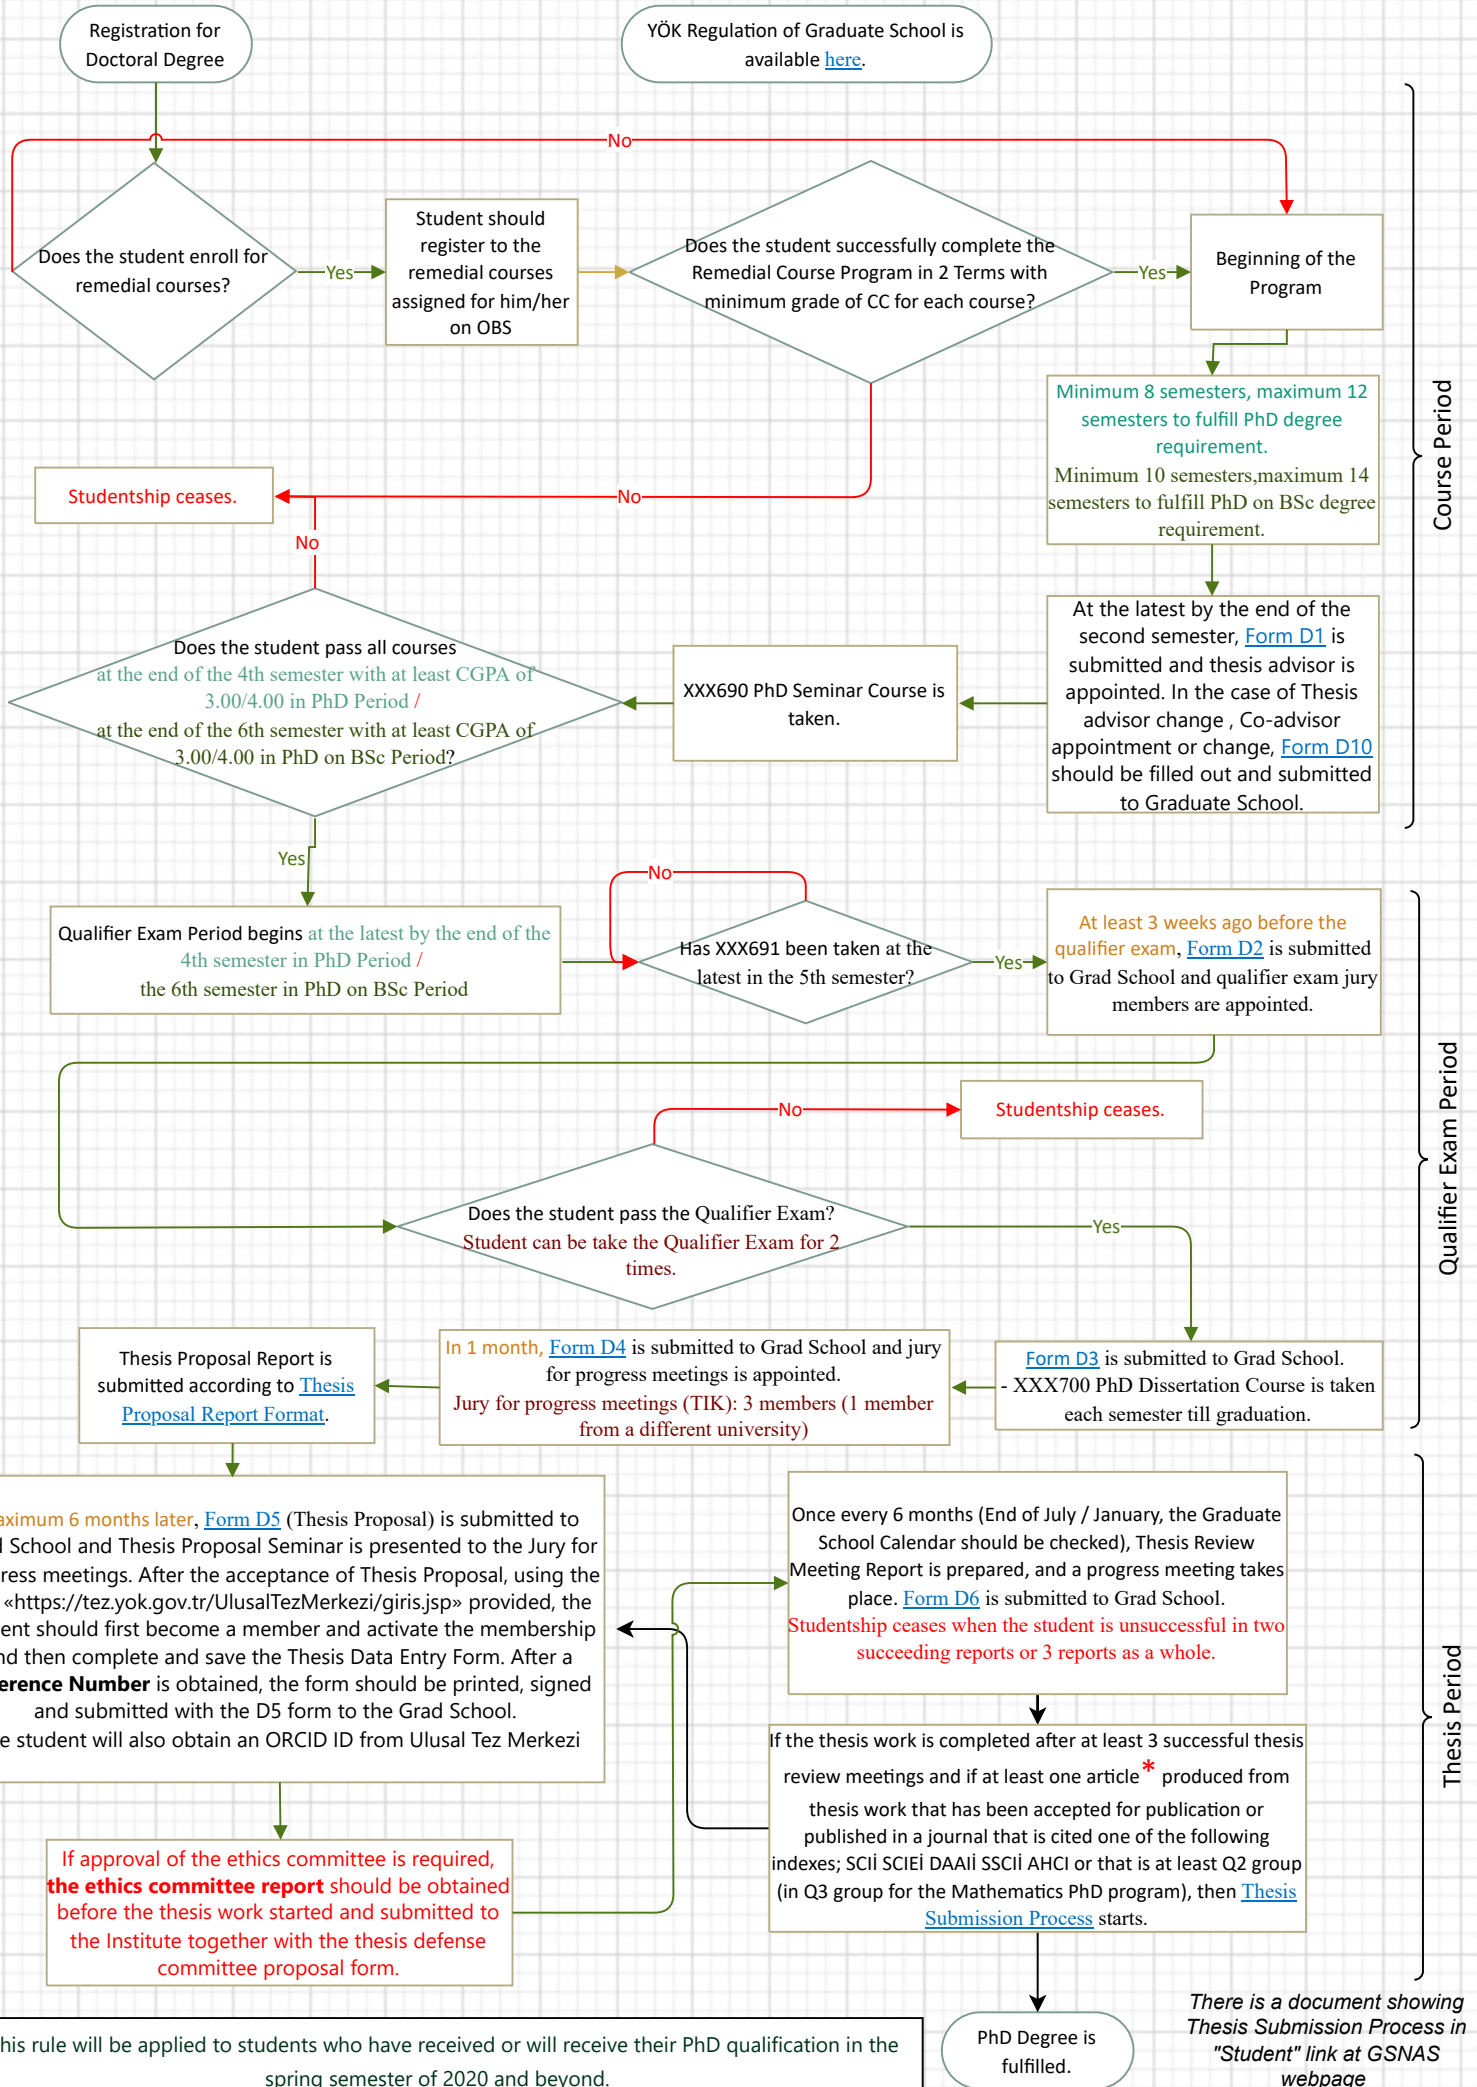 Registration for
Doctoral Degree
YÖK Regulation of Graduate School is
available here.
No
Does the student enroll for
remedial courses?
Yes
Student should
register to the
remedial courses
assigned for him/her
on OBS
Does the student successfully complete the
Remedial Course Program in 2 Terms with
minimum grade of CC for each course?
Yes
Beginning of the
Program
Minimum 8 semesters, maximum 12
semesters to fulfill PhD degree
requirement.
Minimum 10 semesters,maximum 14
semesters to fulfill PhD on BSc degree
requirement.
Course Period
Studentship ceases.
No
No
At the latest by the end of the
second semester, Form D1 is
submitted and thesis advisor is
appointed. In the case of Thesis
advisor change , Co-advisor
appointment or change, Form D10
should be filled out and submitted
to Graduate School.
XXX690 PhD Seminar Course is
taken.
Does the student pass all courses
at the end of the 4th semester with at least CGPA of
3.00/4.00 in PhD Period /
at the end of the 6th semester with at least CGPA of
3.00/4.00 in PhD on BSc Period?
Yes
Qualifier Exam Period begins at the latest by the end of the
4th semester in PhD Period /
the 6th semester in PhD on BSc Period
No
Has XXX691 been taken at the
latest in the 5th semester?
Yes
At least 3 weeks ago before the
qualifier exam, Form D2 is submitted
to Grad School and qualifier exam jury
members are appointed.
Qualifier Exam Period
No
Studentship ceases.
Does the student pass the Qualifier Exam?
Student can be take the Qualifier Exam for 2
times.
Yes
Form D3 is submitted to Grad School.
- XXX700 PhD Dissertation Course is taken
each semester till graduation.
In 1 month, Form D4 is submitted to Grad School and jury
for progress meetings is appointed.
Jury for progress meetings (TIK): 3 members (1 member
from a different university)
Thesis Proposal Report is
submitted according to Thesis
Proposal Report Format.
aximum 6 months later, Form D5 (Thesis Proposal) is submitted to
d School and Thesis Proposal Seminar is presented to the Jury for
ress meetings. After the acceptance of Thesis Proposal, using the
«https://tez.yok.gov.tr/UlusalTezMerkezi/giris.jsp» provided, the
ent should first become a member and activate the membership
nd then complete and save the Thesis Data Entry Form. After a
erence Number is obtained, the form should be printed, signed
and submitted with the D5 form to the Grad School.
e student will also obtain an ORCID ID from Ulusal Tez Merkezi
Once every 6 months (End of July / January, the Graduate
School Calendar should be checked), Thesis Review
Meeting Report is prepared, and a progress meeting takes
place. Form D6 is submitted to Grad School.
Studentship ceases when the student is unsuccessful in two
succeeding reports or 3 reports as a whole.
Thesis Period
If the thesis work is completed after at least 3 successful thesis
review meetings and if at least one article* produced from
thesis work that has been accepted for publication or
published in a journal that is cited one of the following
indexes; SCIİ SCIEİ DAAIİ SSCIİ AHCI or that is at least Q2 group
(in Q3 group for the Mathematics PhD program), then Thesis
Submission Process starts.
If approval of the ethics committee is required,
the ethics committee report should be obtained
before the thesis work started and submitted to
the Institute together with the thesis defense
committee proposal form.
his rule will be applied to students who have received or will receive their PhD qualification in the
spring semester of 2020 and beyond.
PhD Degree is
fulfilled.
There is a document showing
Thesis Submission Process in
"Student" link at GSNAS
webpage